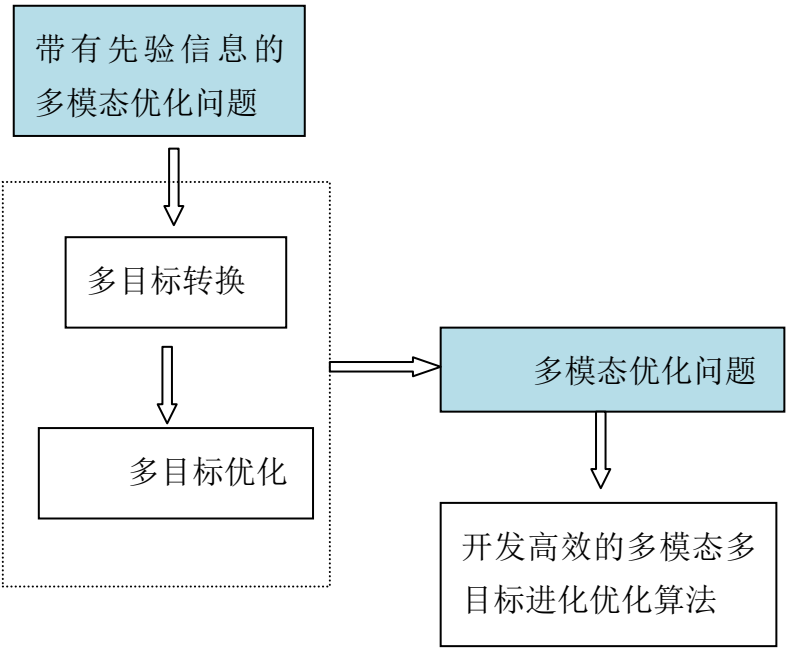 带有先验信息的
多模态优化问题
多目标转换
多目标优化
多模态优化问题
开发高效的多模态多
目标进化优化算法